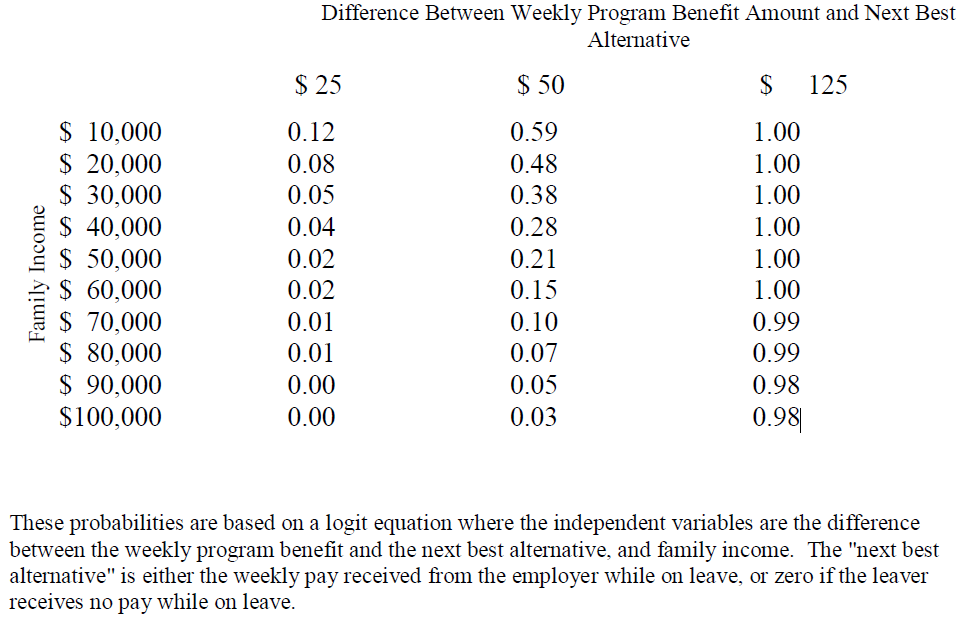 Difference Between Weekly Program Benefit Amount and Next Best
Alternative
$ 25 $ 50 $ 125
$ 10,000 0.12 0.59 1.00
$ 20,000 0.08 0.48 1.00
$ 30,000 0.05 0.38 1.00
$ 40,000 0.04 0.28 1.00
$ 50,000 0.02 0.21 1.00
$ 60,000 0.02 0.15 1.00
$ 70,000 0.01 0.10 0.99
$ 80,000 0.01 0.07 0.99
$ 90,000 0.00 0.05 0.98
$100,000 0.00 0.03 0.98
Family Income
These probabilities are based on a logit equation where the independent variables are the difference
between the weekly program benefit and the next best alternative, and family income.  The "next best
alternative" is either the weekly pay received from the employer while on leave, or zero if the leaver
receives no pay while on leave.